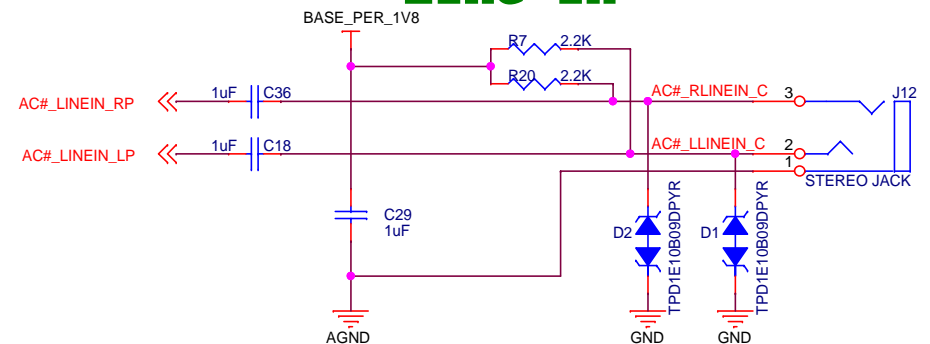 BASE_PER_1V8
R7 2.2K
R20 2.2K
AC#_LINEIN_RP 1uF C36 AC#_RLINEIN_C 3 J12
AC#_LINEIN_LP 1uF C18 AC#_LLINEIN_C 2
1
STEREO JACK
C29
1uF
D2 TPD1E10B09DPYR
D1 TPD1E10B09DPYR
AGND GND GND